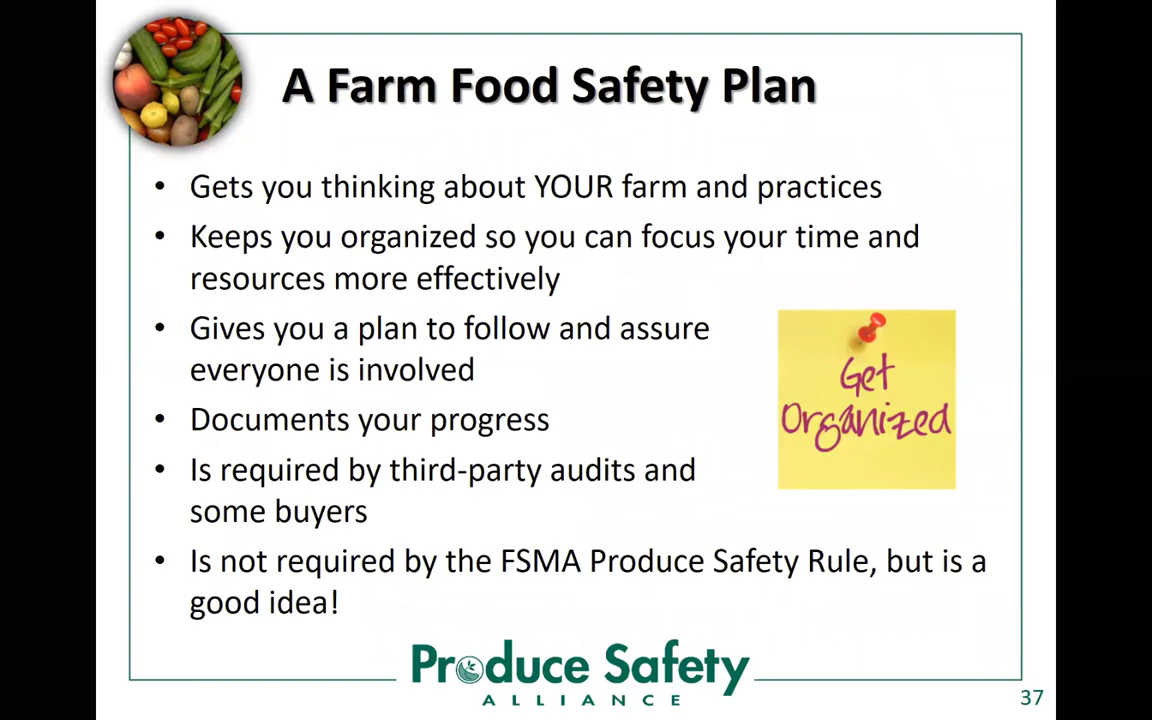 A Farm Food Safety Plan
• Gets you thinking about YOUR farm and practices
• Keeps you organized so you can focus your time and
resources more effectively
• Gives you a plan to follow and assure
everyone is involved
• Documents your progress
• Is required by third-party audits and
some buyers
• Is not required by the FSMA Produce Safety Rule, but is a
good idea!
Get
Organized
Produce Safety
ALLIANCE
37